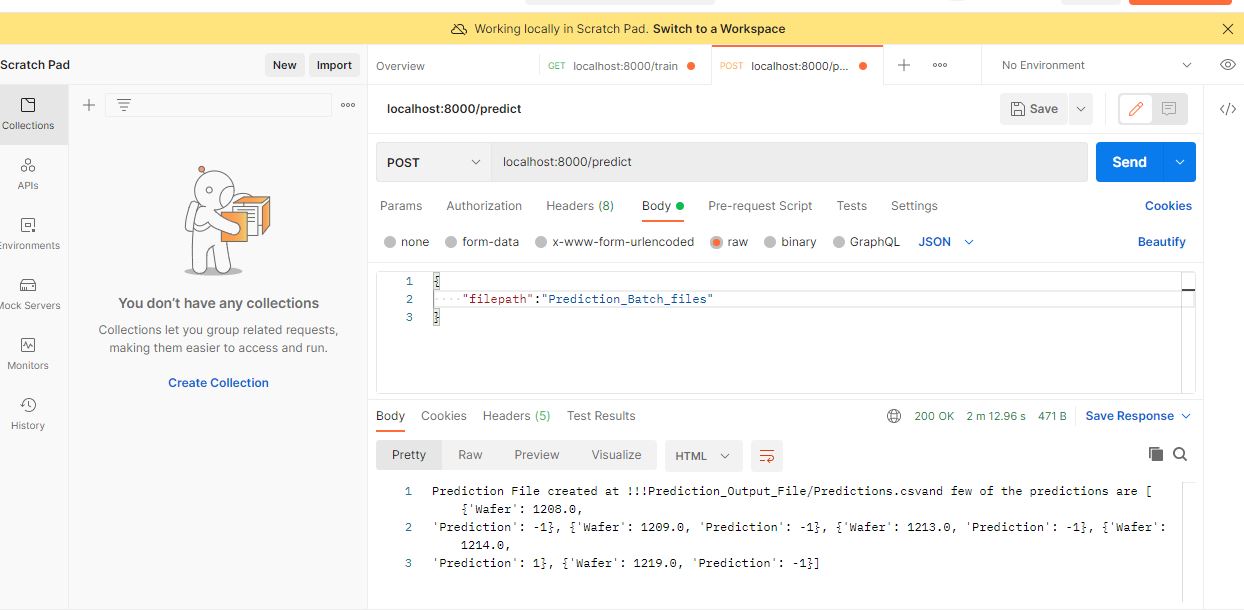 Working locally in Scratch Pad. Switch to a Workspace
Scratch Pad
New
Import
Overview
GET localhost:8000/train
POST localhost:8000/p...
No Environment
Collections
APIs
Environments
Mock Servers
Monitors
History
You don't have any collections
Collections let you group related requests,
making them easier to access and run.
Create Collection
localhost:8000/predict
Save
POST
localhost:8000/predict
Send
Params
Authorization
Headers (8)
Body
Pre-request Script
Tests
Settings
Cookies
none
form-data
x-www-form-urlencoded
raw
binary
GraphQL
JSON
Beautify
1 {
2 ····"filepath":"Prediction_Batch_files"
3 }
Body
Cookies
Headers (5)
Test Results
200 OK
2 m 12.96 s
471 B
Save Response
Pretty
Raw
Preview
Visualize
HTML
1 Prediction File created at !!!Prediction_Output_File/Predictions.csvand few of the predictions are [
{'Wafer': 1208.0,
2 'Prediction': -1}, {'Wafer': 1209.0, 'Prediction': -1}, {'Wafer': 1213.0, 'Prediction': -1}, {'Wafer':
1214.0,
3 'Prediction': 1}, {'Wafer': 1219.0, 'Prediction': -1}]